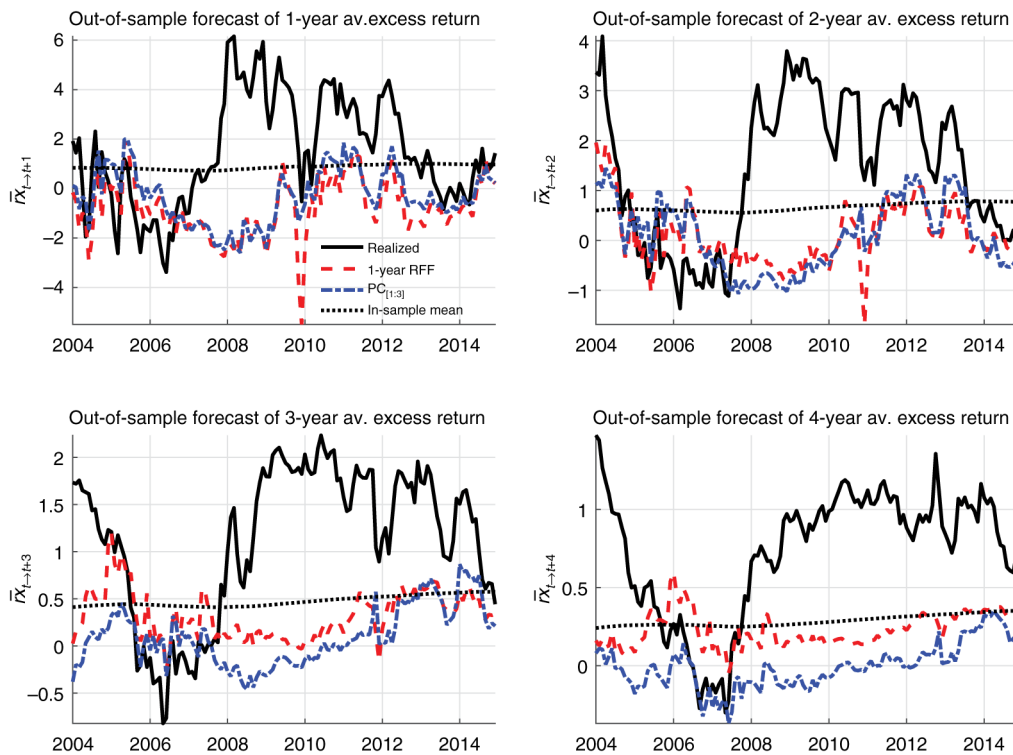 Out-of-sample forecast of 1-year av.excess return
6
4
2
0
−2
−4
r̅x̅ t→t+1
Realized
1-year RFF
PC[1:3]
In-sample mean
2004 2006 2008 2010 2012 2014
Out-of-sample forecast of 2-year av. excess return
4
3
2
1
0
−1
r̅x̅ t→t+2
2004 2006 2008 2010 2012 2014
Out-of-sample forecast of 3-year av. excess return
2
1.5
1
0.5
0
−0.5
r̅x̅ t→t+3
2004 2006 2008 2010 2012 2014
Out-of-sample forecast of 4-year av. excess return
1
0.5
0
r̅x̅ t→t+4
2004 2006 2008 2010 2012 2014